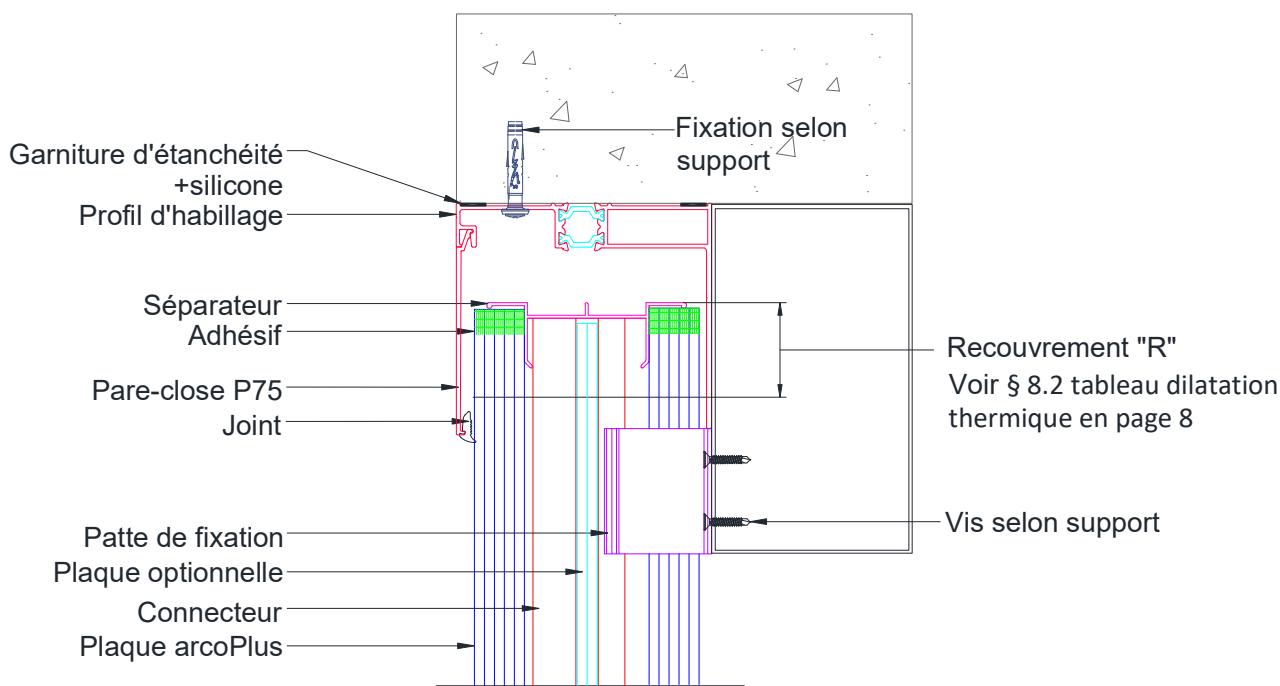 Fixation selon
support
Garniture d'étanchéité
+silicone
Profil d'habillage
Séparateur
Adhésif
Pare-close P75
Joint
Recouvrement "R"
Voir § 8.2 tableau dilatation
thermique en page 8
Patte de fixation
Plaque optionnelle
Connecteur
Plaque arcoPlus
Vis selon support